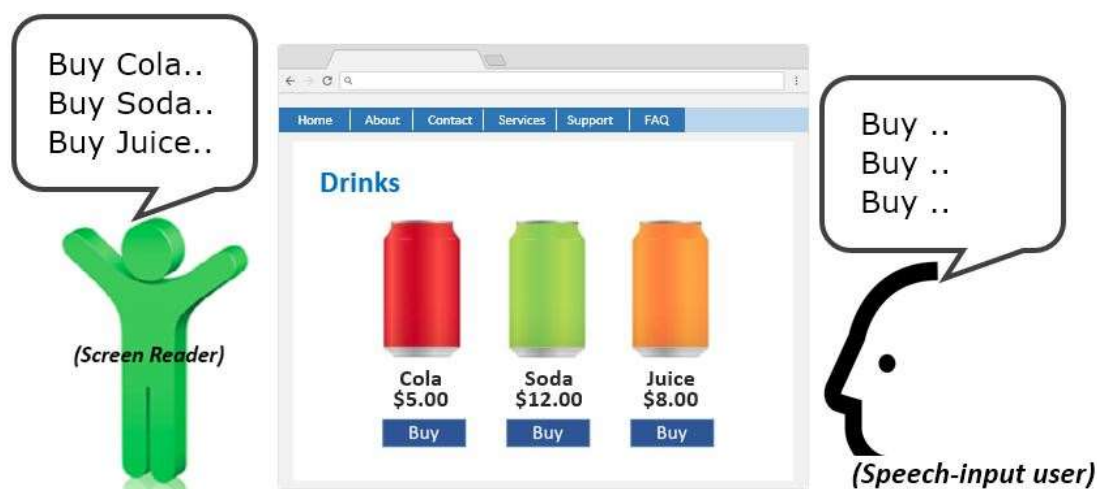 Buy Cola..
Buy Soda..
Buy Juice..
(Screen Reader)
Home About Contact Services Support FAQ
Drinks
Cola Soda Juice
$5.00 $12.00 $8.00
Buy Buy Buy
Buy ..
Buy ..
Buy ..
(Speech-input user)